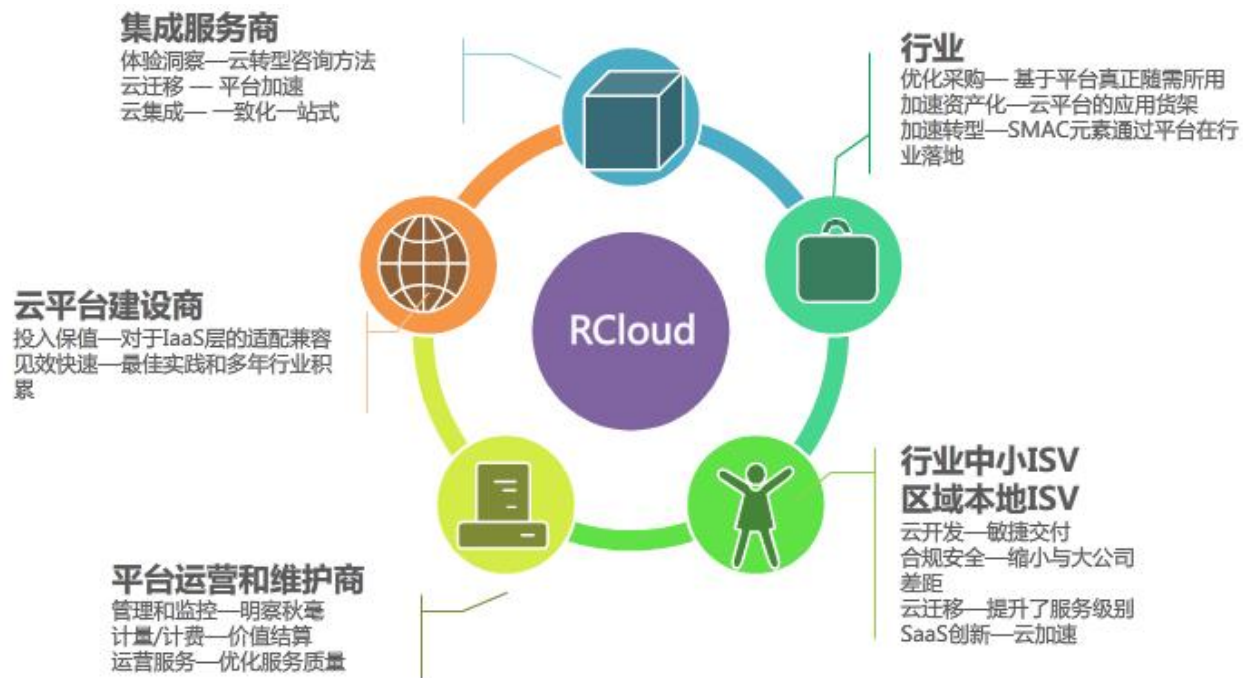 集成服务商
体验洞察—云转型咨询方法
云迁移 — 平台加速
云集成— 一致化一站式
行业
优化采购— 基于平台真正随需所用
加速资产化—云平台的应用货架
加速转型—SMAC元素通过平台在行
业落地
RCloud
云平台建设商
投入保值—对于IaaS层的适配兼容
见效快速—最佳实践和多年行业积
累
行业中小ISV
区域本地ISV
云开发—敏捷交付
合规安全—缩小与大公司
差距
云迁移—提升了服务级别
SaaS创新—云加速
平台运营和维护商
管理和监控—明察秋毫
计量/计费—价值结算
运营服务—优化服务质量